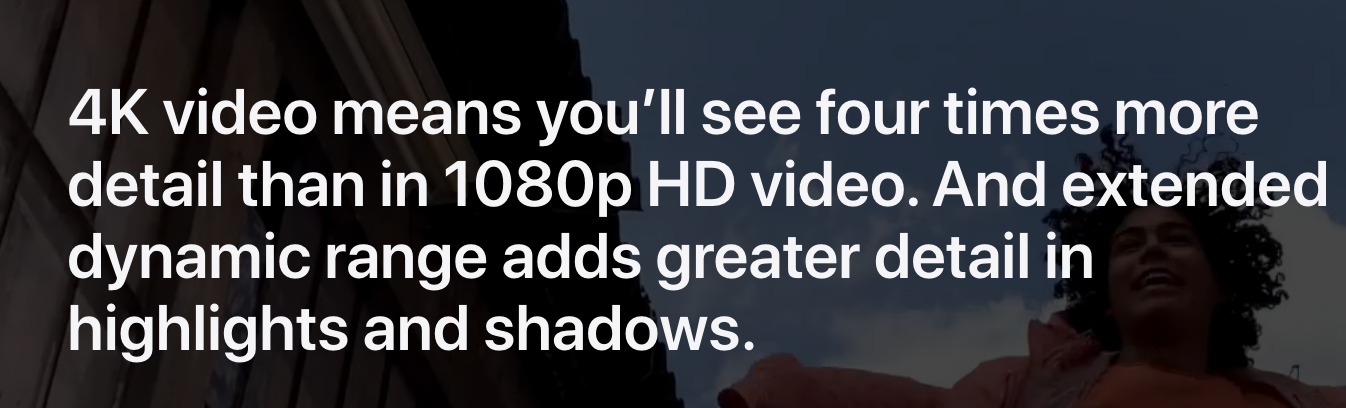 4K video means you’ll see four times more
detail than in 1080p HD video. And extended
dynamic range adds greater detail in
highlights and shadows.